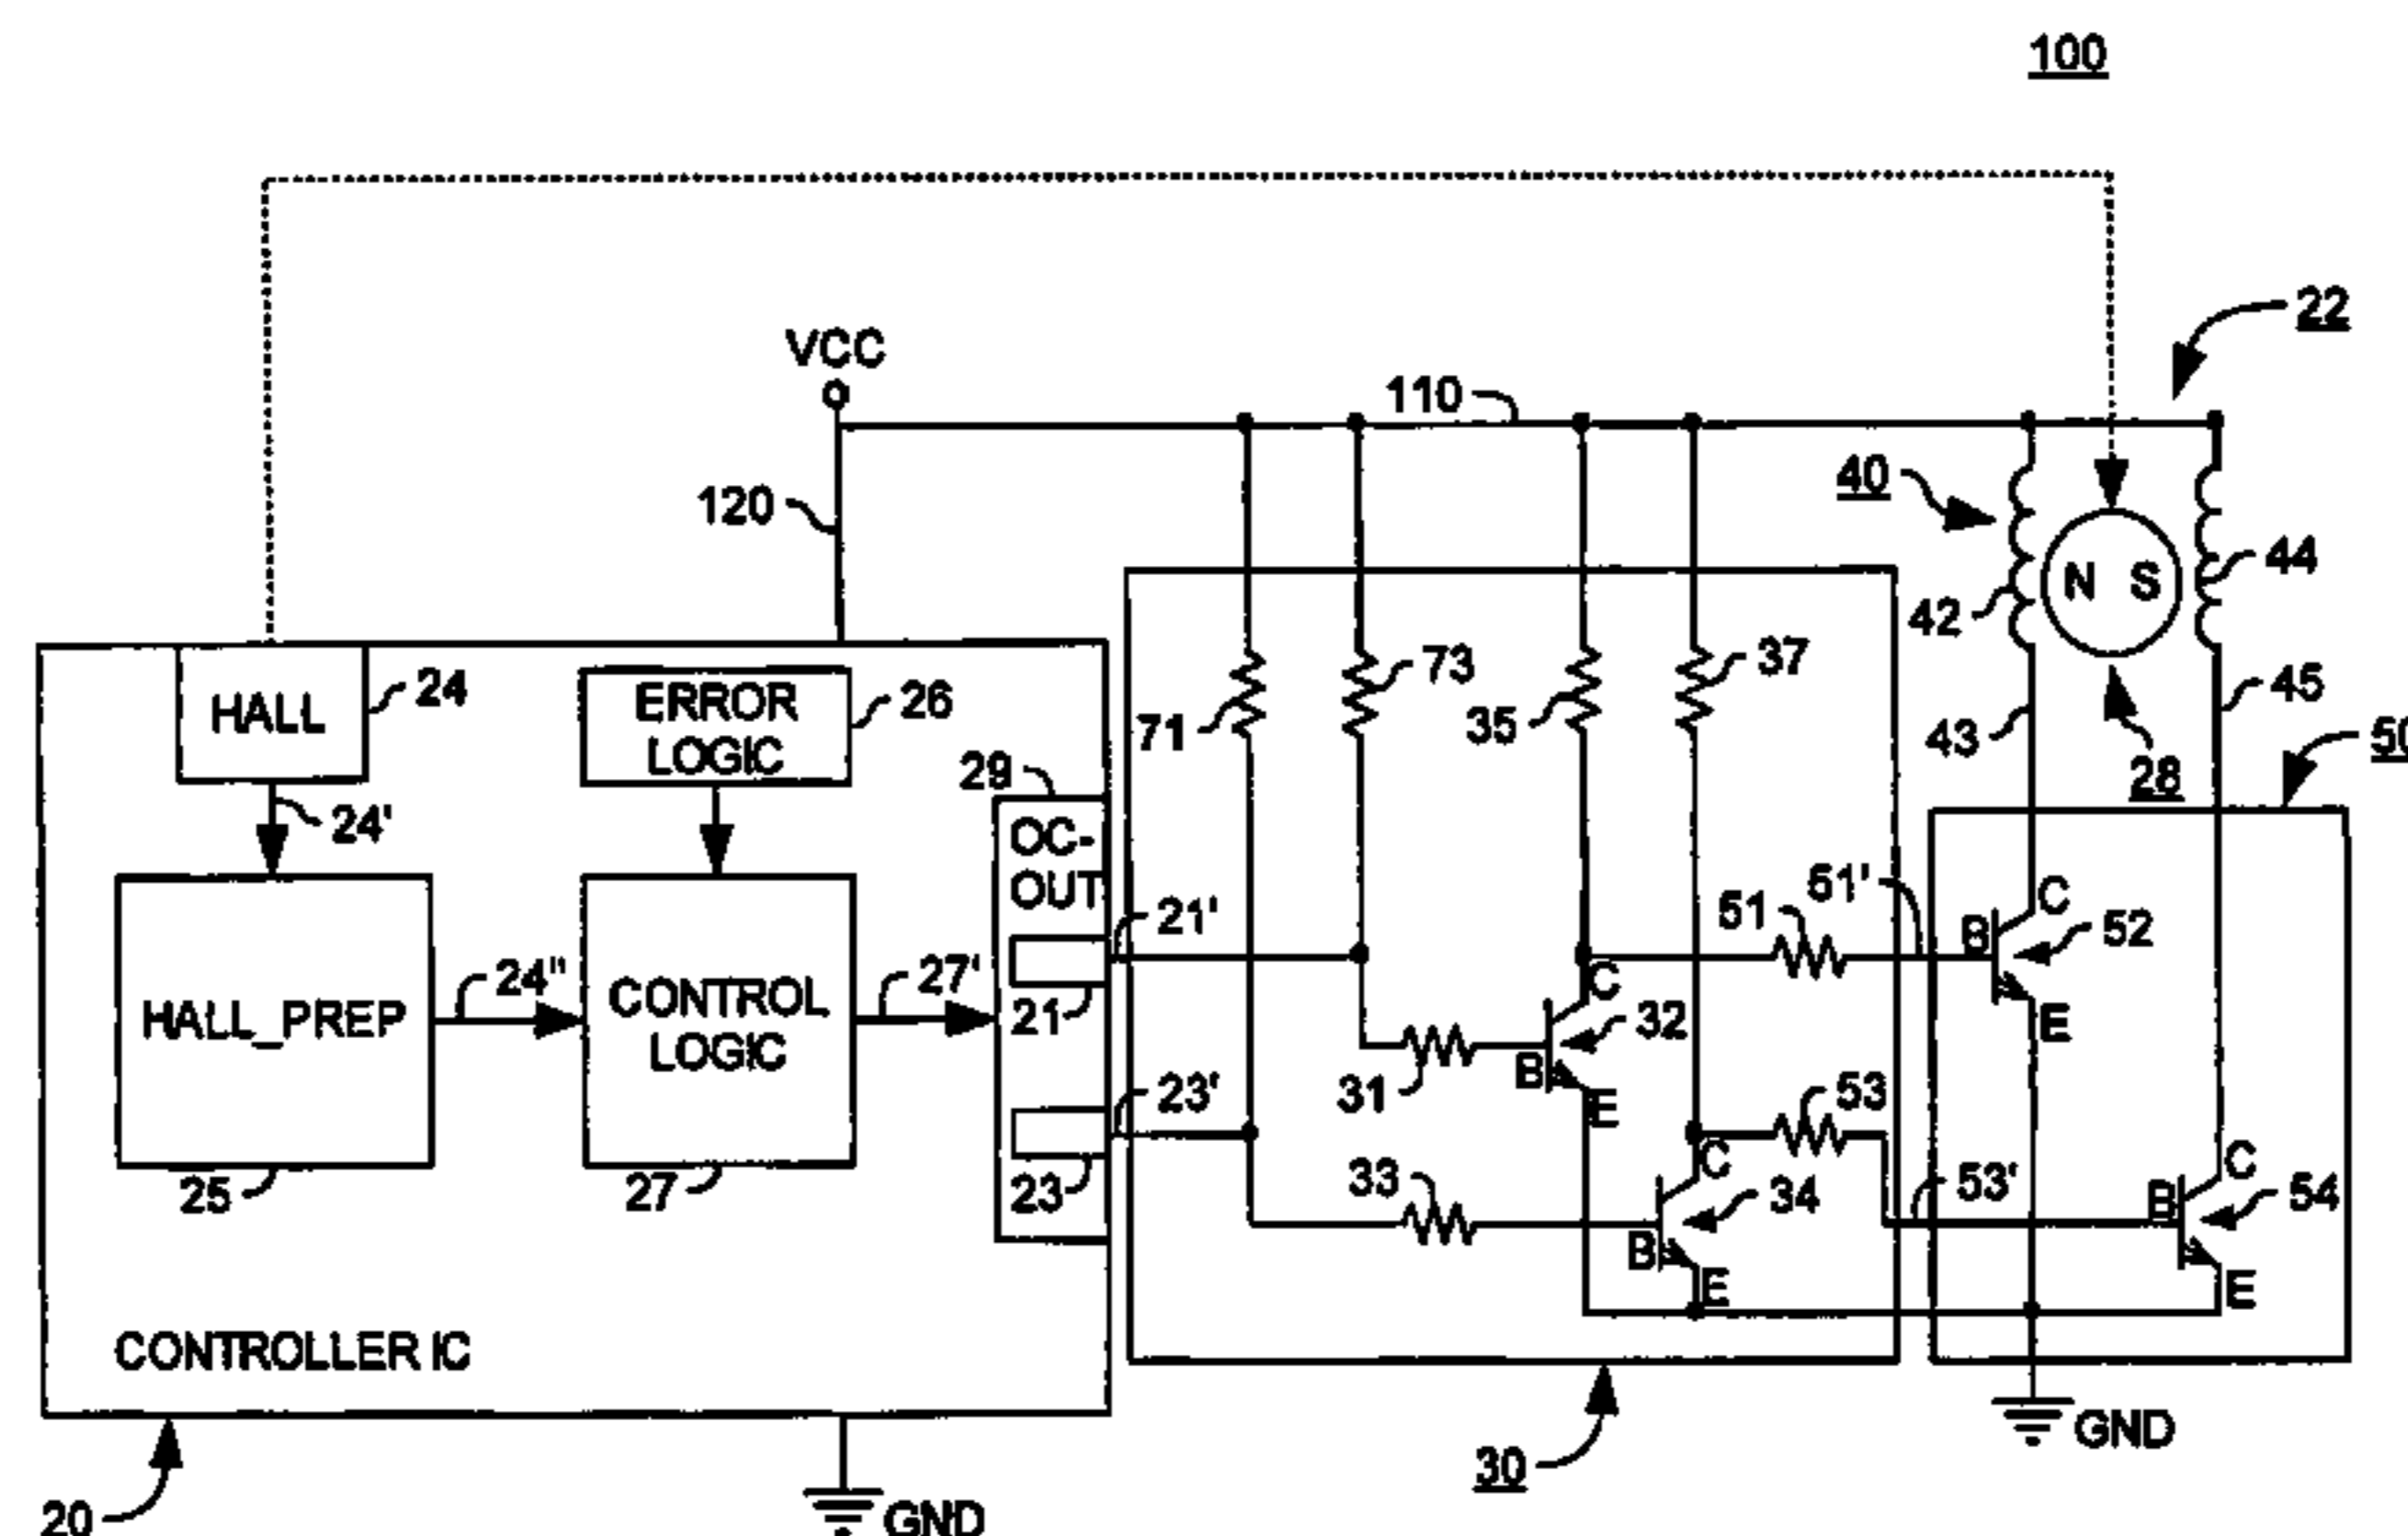 100
22
VCC
110
120
40
44
42
N S
HALL
24
ERROR
LOGIC
26
71
73
35
37
43
45
28
50
29
24'
OC-
OUT
21'
51
51'
B
C
52
E
HALL_PREP
24"
CONTROL
LOGIC
27'
21
31
B
C
32
E
23'
53
53'
25
27
23
33
B
C
34
E
B
C
54
E
CONTROLLER IC
20
GND
30
GND